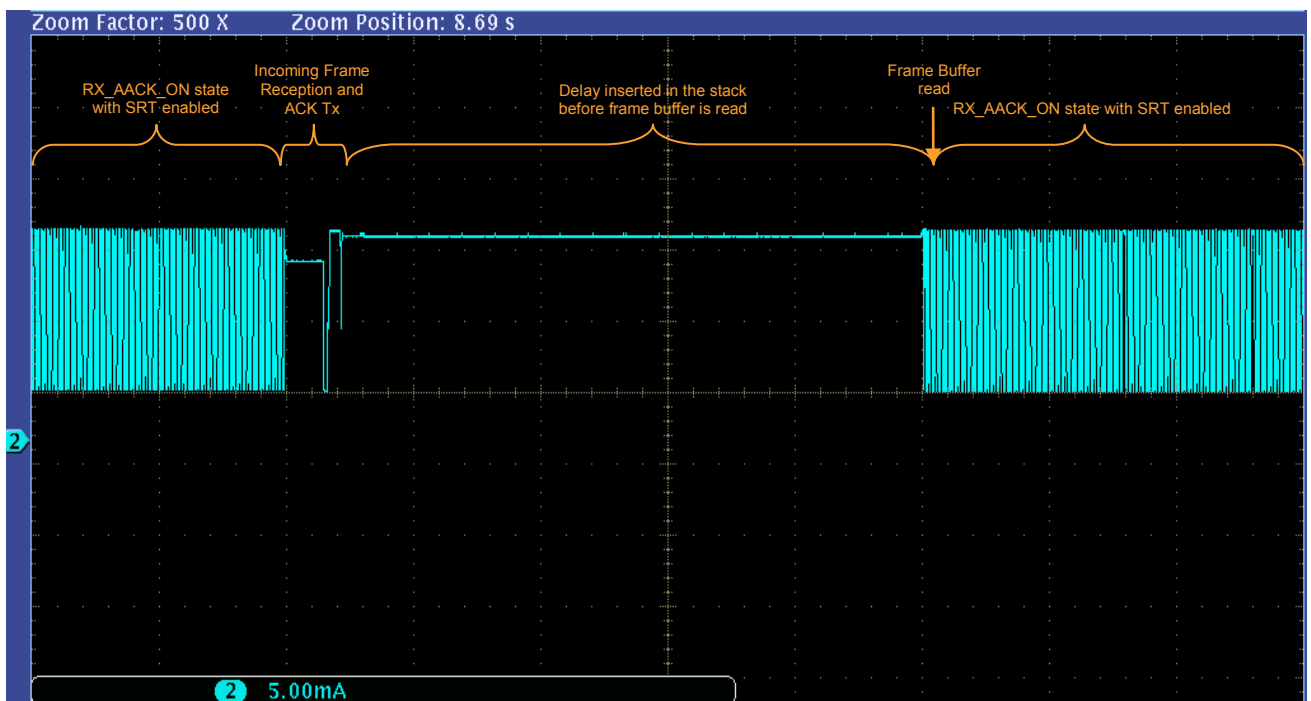 Zoom Factor: 500 X Zoom Position: 8.69 s
RX_AACK_ON state
with SRT enabled
Incoming Frame
Reception and
ACK Tx
Delay inserted in the stack
before frame buffer is read
Frame Buffer
read
RX_AACK_ON state with SRT enabled
2
2 5.00mA